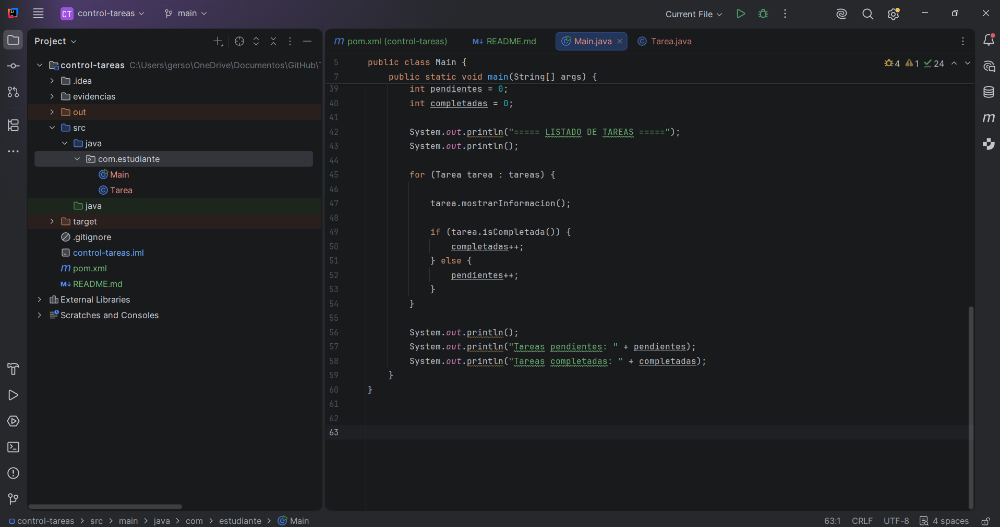 CT control-tareas main Current File
Project
control-tareas C:\Users\gerso\OneDrive\Documentos\GitHub\
.idea
evidencias
out
src
java
com.estudiante
Main
Tarea
java
target
.gitignore
control-tareas.iml
pom.xml
README.md
External Libraries
Scratches and Consoles
pom.xml (control-tareas) README.md Main.java Tarea.java
4 1 24
5 public class Main {
7 public static void main(String[] args) {
39 int pendientes = 0;
40 int completadas = 0;
41
42 System.out.println("===== LISTADO DE TAREAS =====");
43 System.out.println();
44
45 for (Tarea tarea : tareas) {
46
47 tarea.mostrarInformacion();
48
49 if (tarea.isCompletada()) {
50 completadas++;
51 } else {
52 pendientes++;
53 }
54 }
55
56 System.out.println();
57 System.out.println("Tareas pendientes: " + pendientes);
58 System.out.println("Tareas completadas: " + completadas);
59 }
60 }
61
62
63
control-tareas > src > main > java > com > estudiante > Main
63:1 CRLF UTF-8 4 spaces